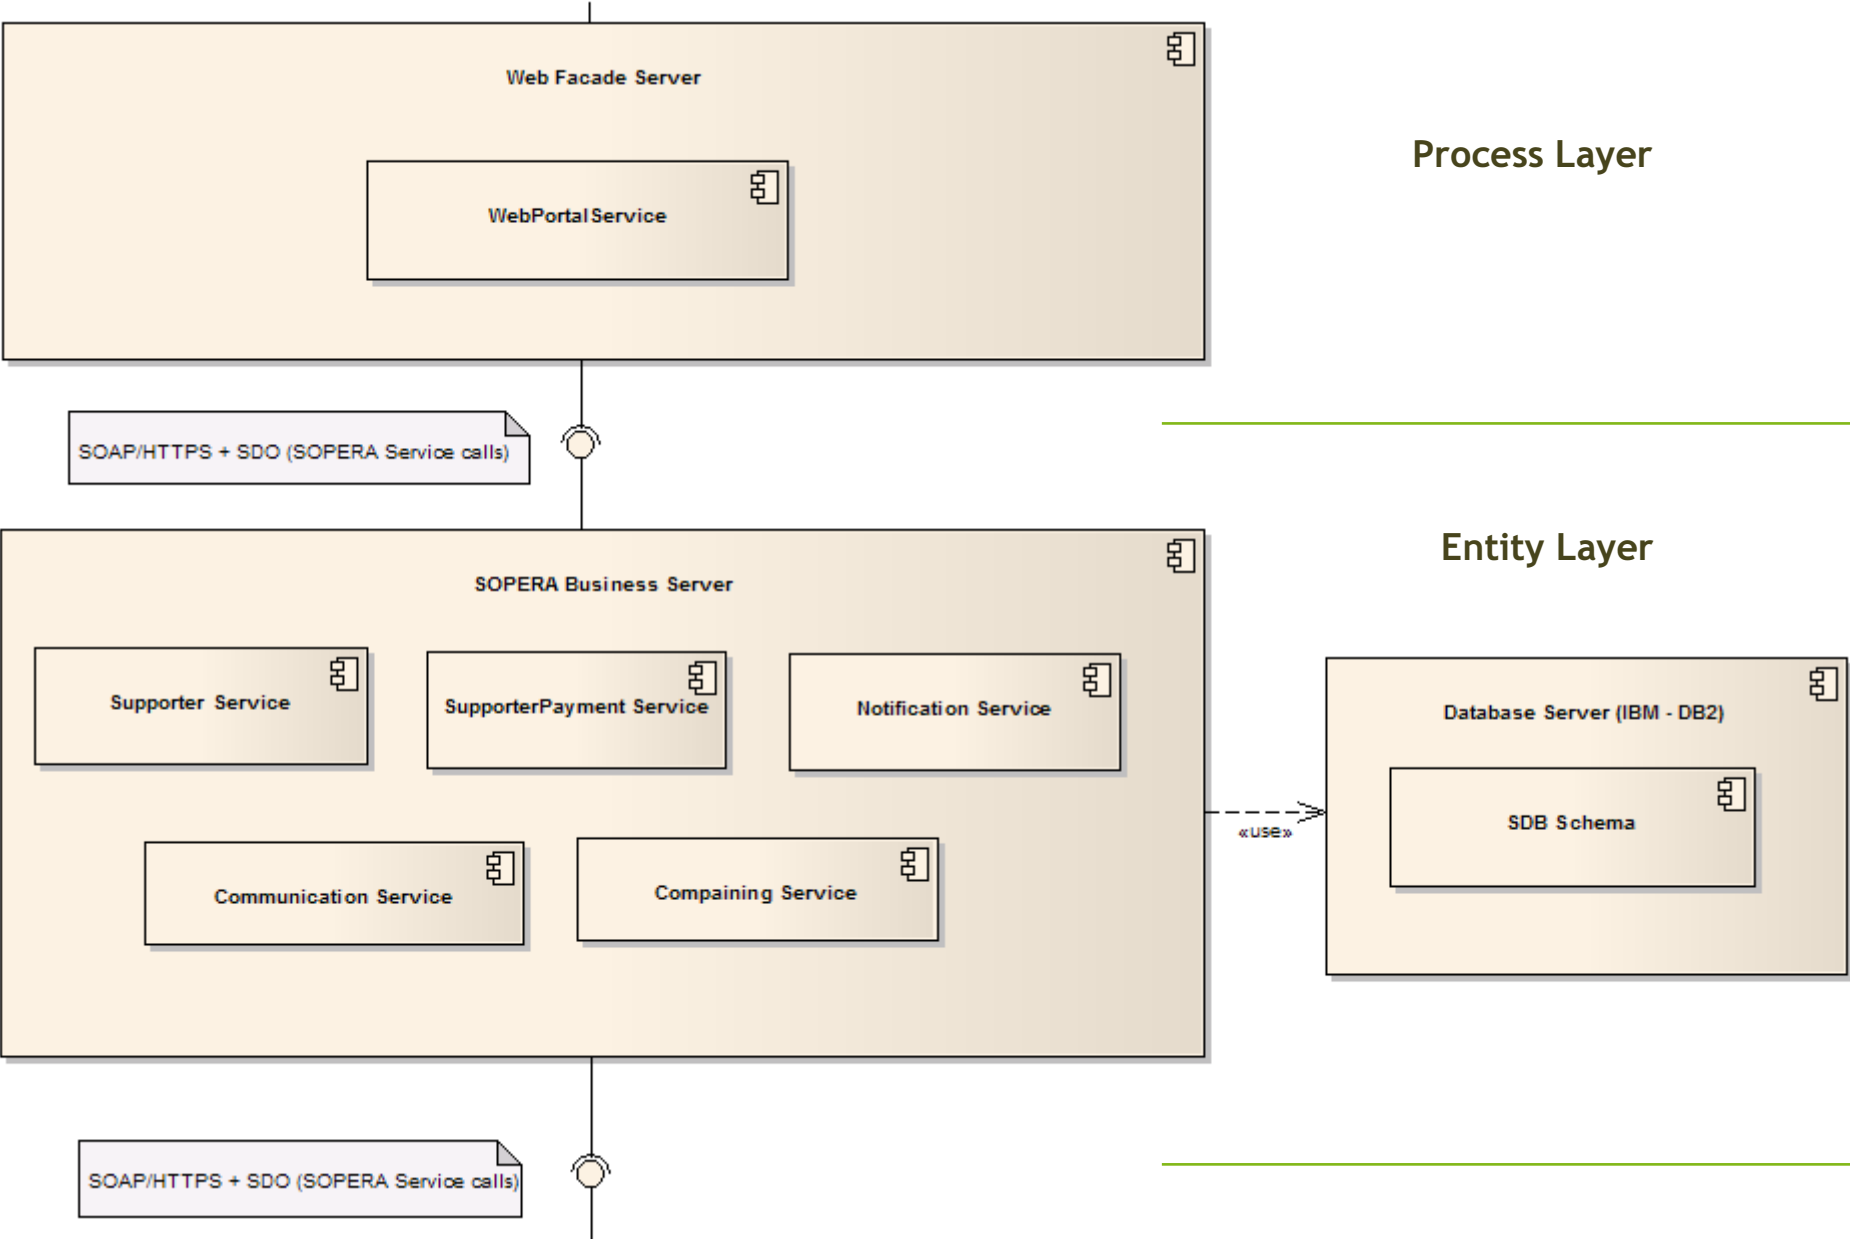 Web Facade Server
Process Layer
WebPortalService
SOAP/HTTPS + SDO (SOPERA Service calls)
Entity Layer
SOPERA Business Server
Supporter Service
SupporterPayment Service
Notification Service
Database Server (IBM - DB2)
SDB Schema
«use»
Communication Service
Compaining Service
SOAP/HTTPS + SDO (SOPERA Service calls)